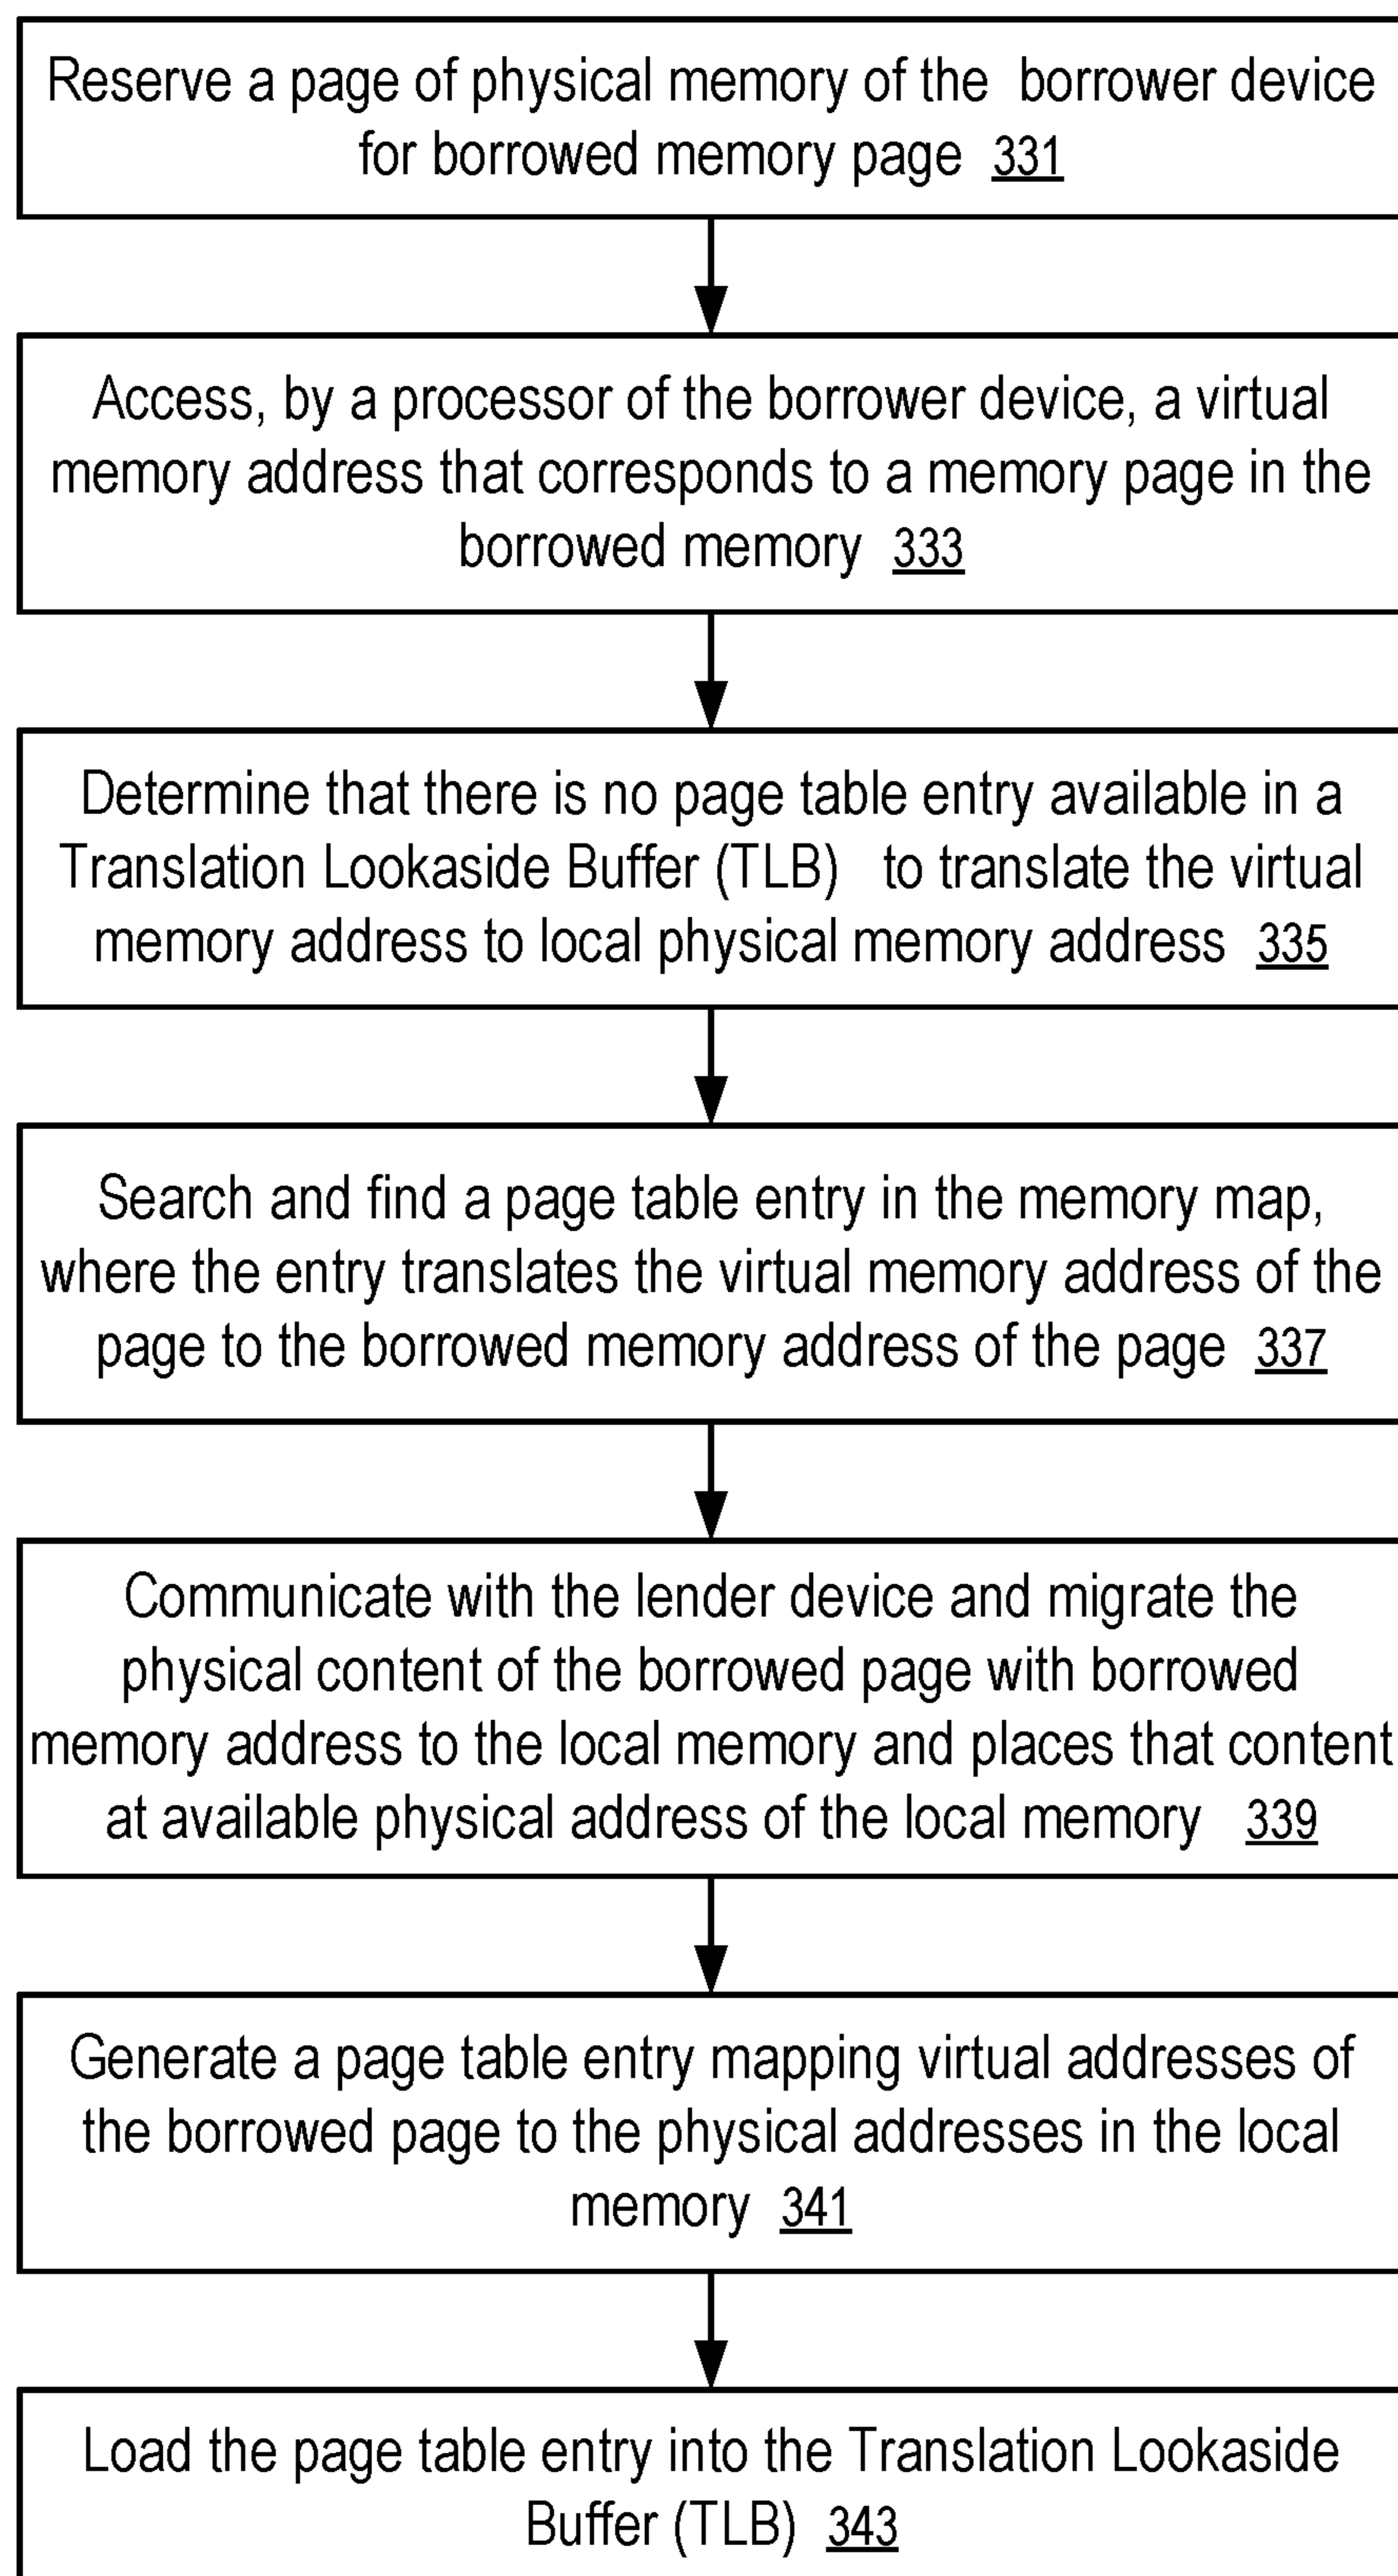 Reserve a page of physical memory of the borrower device
for borrowed memory page 331
Access, by a processor of the borrower device, a virtual
memory address that corresponds to a memory page in the
borrowed memory 333
Determine that there is no page table entry available in a
Translation Lookaside Buffer (TLB) to translate the virtual
memory address to local physical memory address 335
Search and find a page table entry in the memory map,
where the entry translates the virtual memory address of the
page to the borrowed memory address of the page 337
Communicate with the lender device and migrate the
physical content of the borrowed page with borrowed
memory address to the local memory and places that content
at available physical address of the local memory 339
Generate a page table entry mapping virtual addresses of
the borrowed page to the physical addresses in the local
memory 341
Load the page table entry into the Translation Lookaside
Buffer (TLB) 343